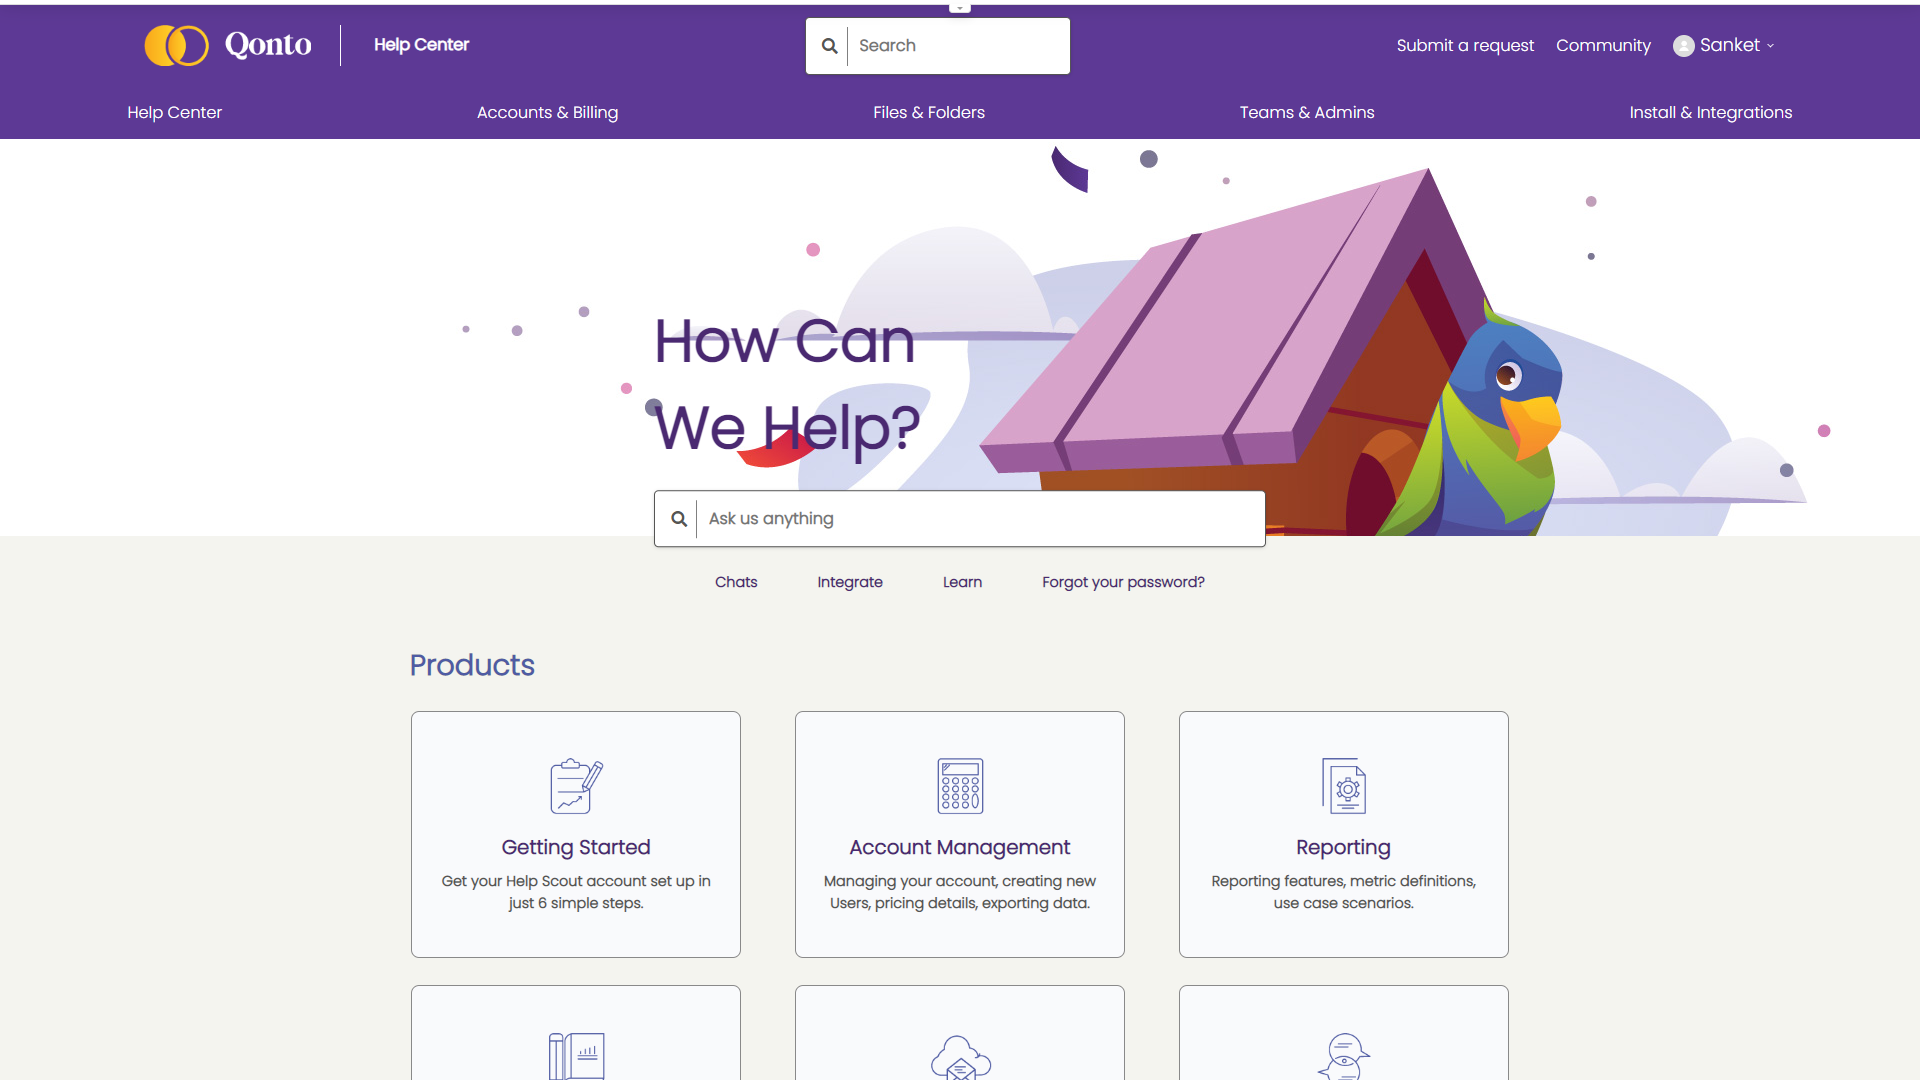 Qonto
Help Center
Search
Submit a request
Community
Sanket
Help Center
Accounts & Billing
Files & Folders
Teams & Admins
Install & Integrations
How Can
We Help?
Ask us anything
Chats
Integrate
Learn
Forgot your password?
Products
Getting Started
Get your Help Scout account set up in
just 6 simple steps.
Account Management
Managing your account, creating new
Users, pricing details, exporting data.
Reporting
Reporting features, metric definitions,
use case scenarios.